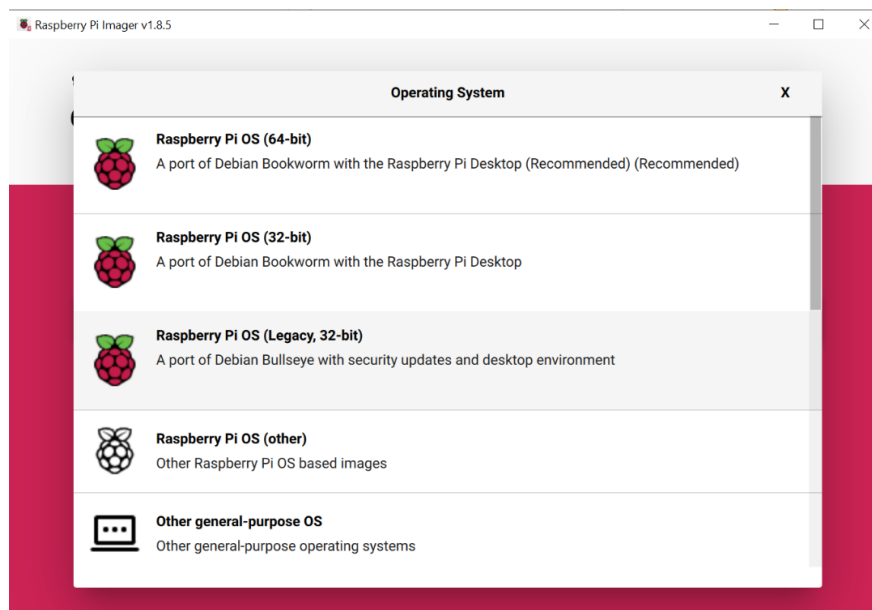 Raspberry Pi Imager v1.8.5
Operating System
X
Raspberry Pi OS (64-bit)
A port of Debian Bookworm with the Raspberry Pi Desktop (Recommended) (Recommended)
Raspberry Pi OS (32-bit)
A port of Debian Bookworm with the Raspberry Pi Desktop
Raspberry Pi OS (Legacy, 32-bit)
A port of Debian Bullseye with security updates and desktop environment
Raspberry Pi OS (other)
Other Raspberry Pi OS based images
Other general-purpose OS
Other general-purpose operating systems